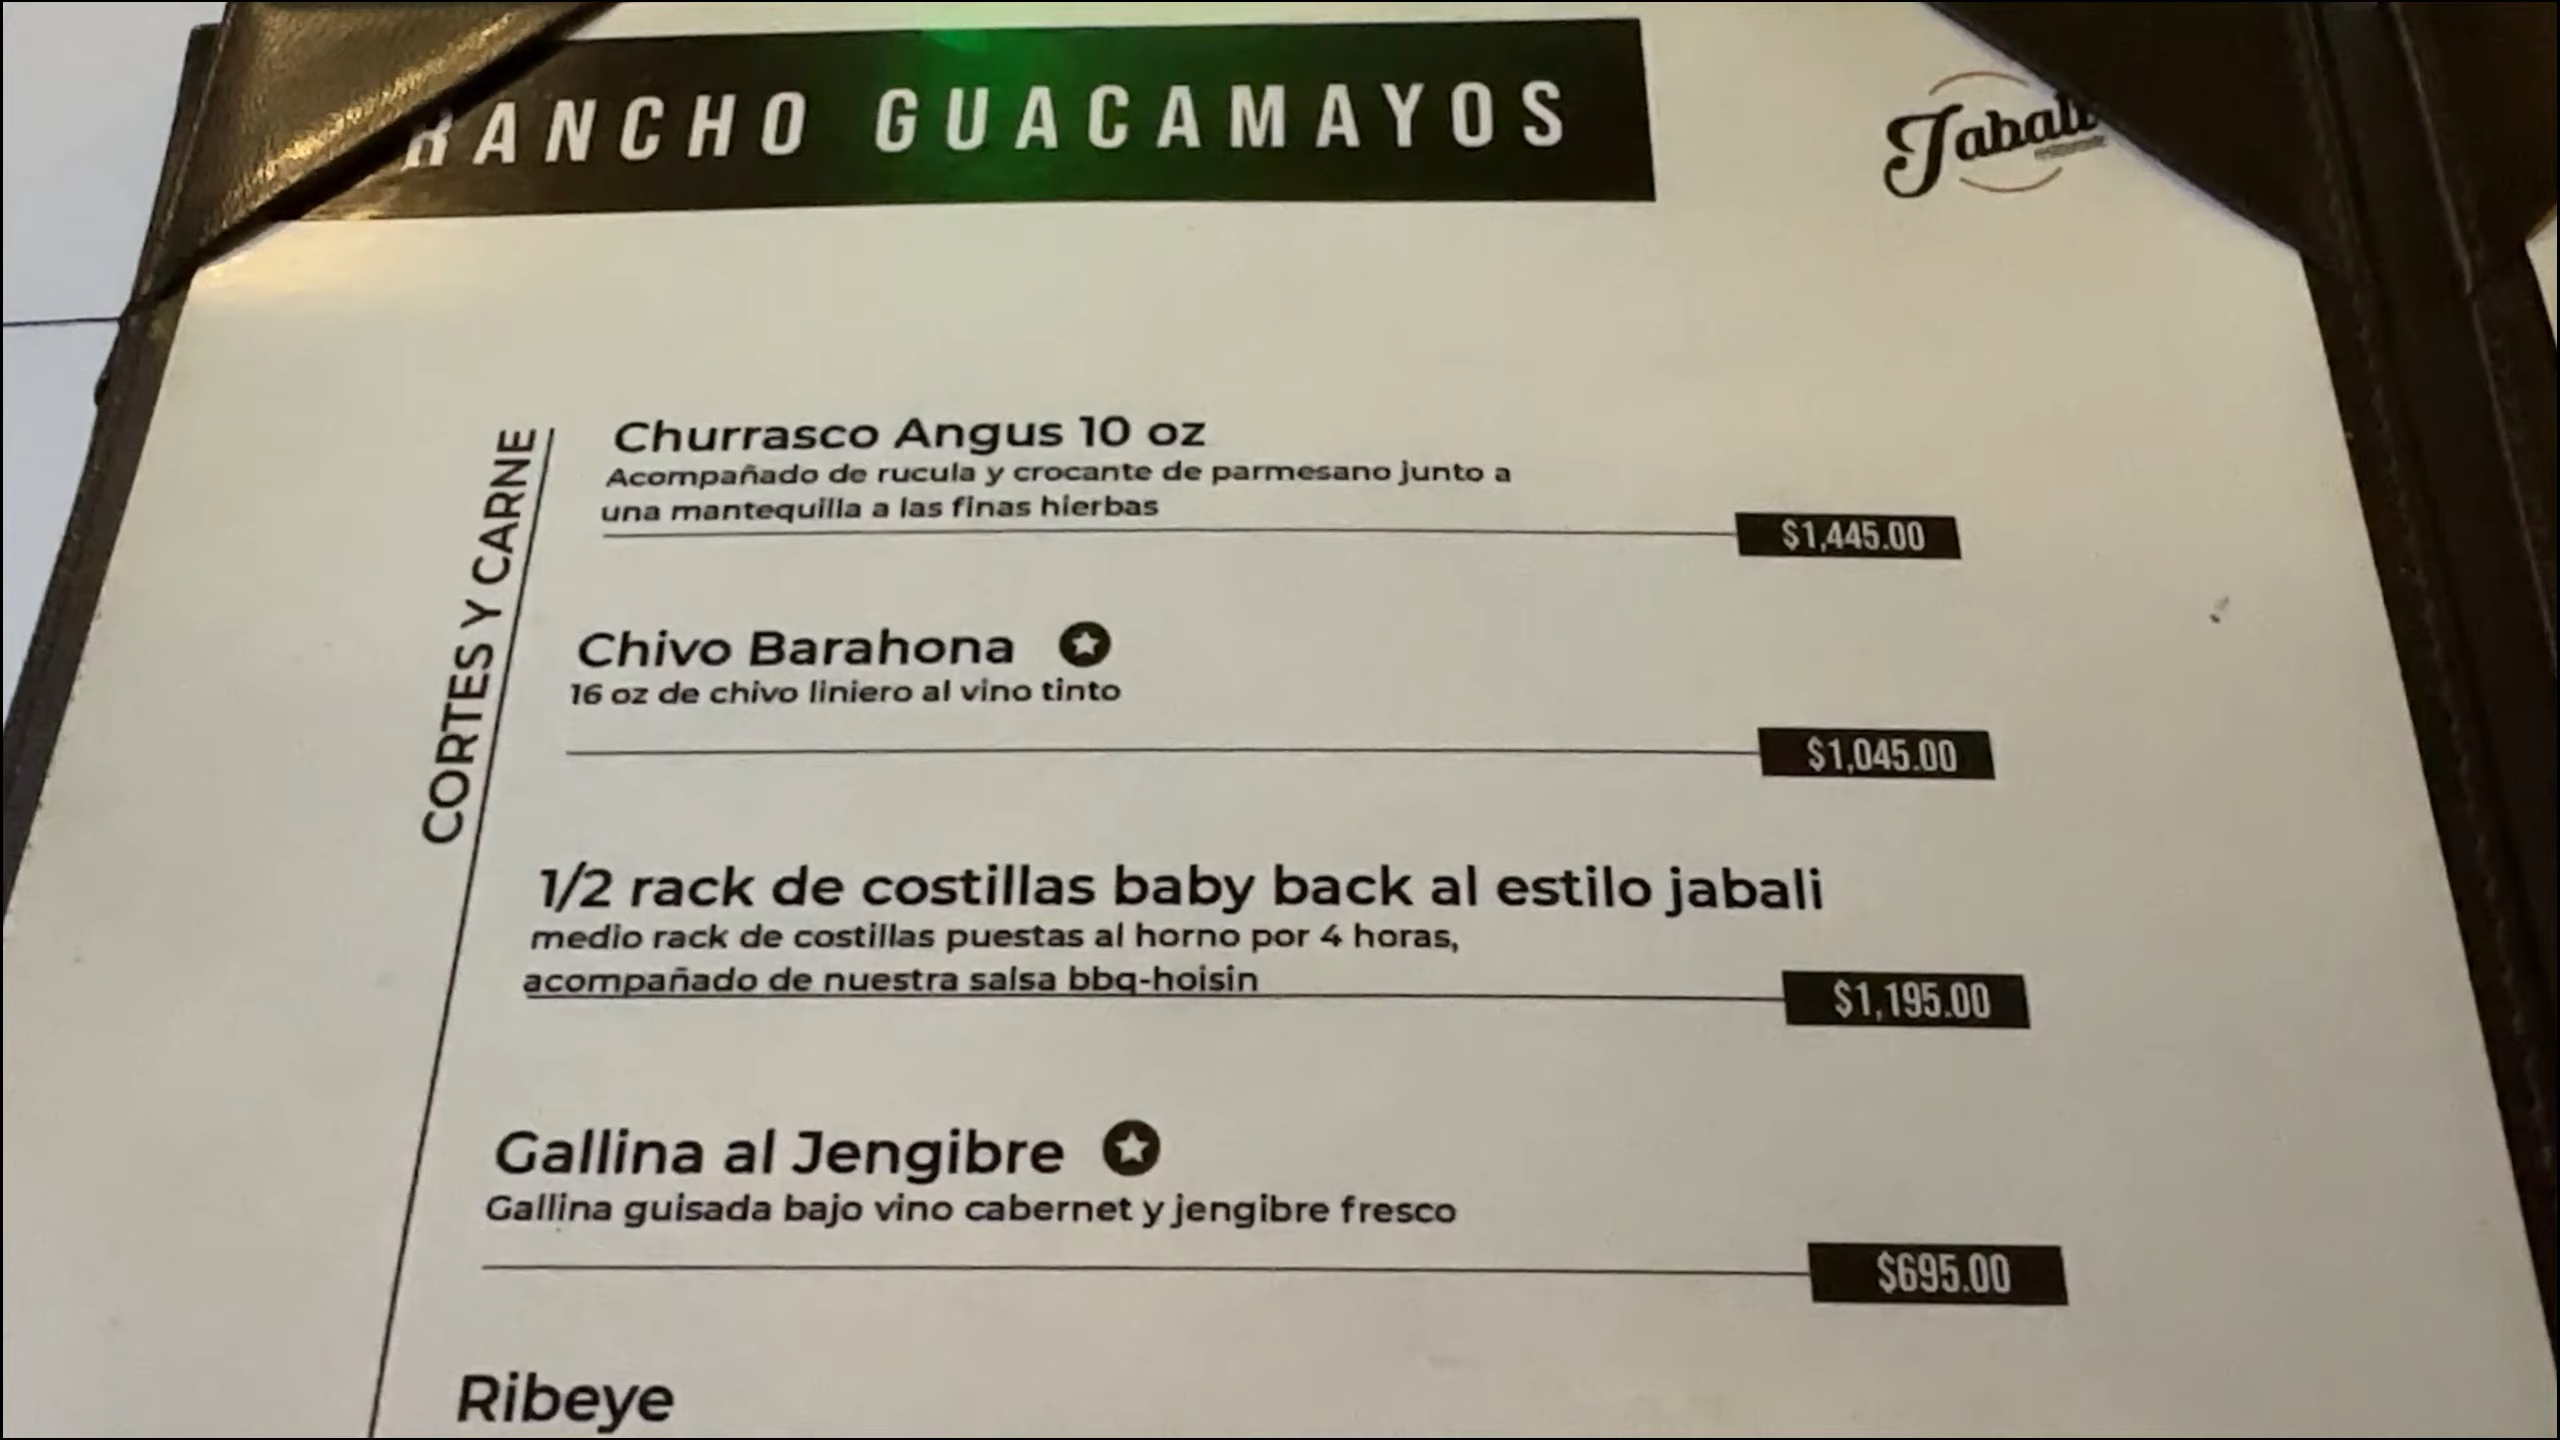 RANCHO GUACAMAYOS
Jabali
CORTES Y CARNE
Churrasco Angus 10 oz
Acompañado de rucula y crocante de parmesano junto a
una mantequilla a las finas hierbas
$1,445.00
Chivo Barahona
16 oz de chivo liniero al vino tinto
$1,045.00
1/2 rack de costillas baby back al estilo jabali
medio rack de costillas puestas al horno por 4 horas,
acompañado de nuestra salsa bbq-hoisin
$1,195.00
Gallina al Jengibre
Gallina guisada bajo vino cabernet y jengibre fresco
$695.00
Ribeye